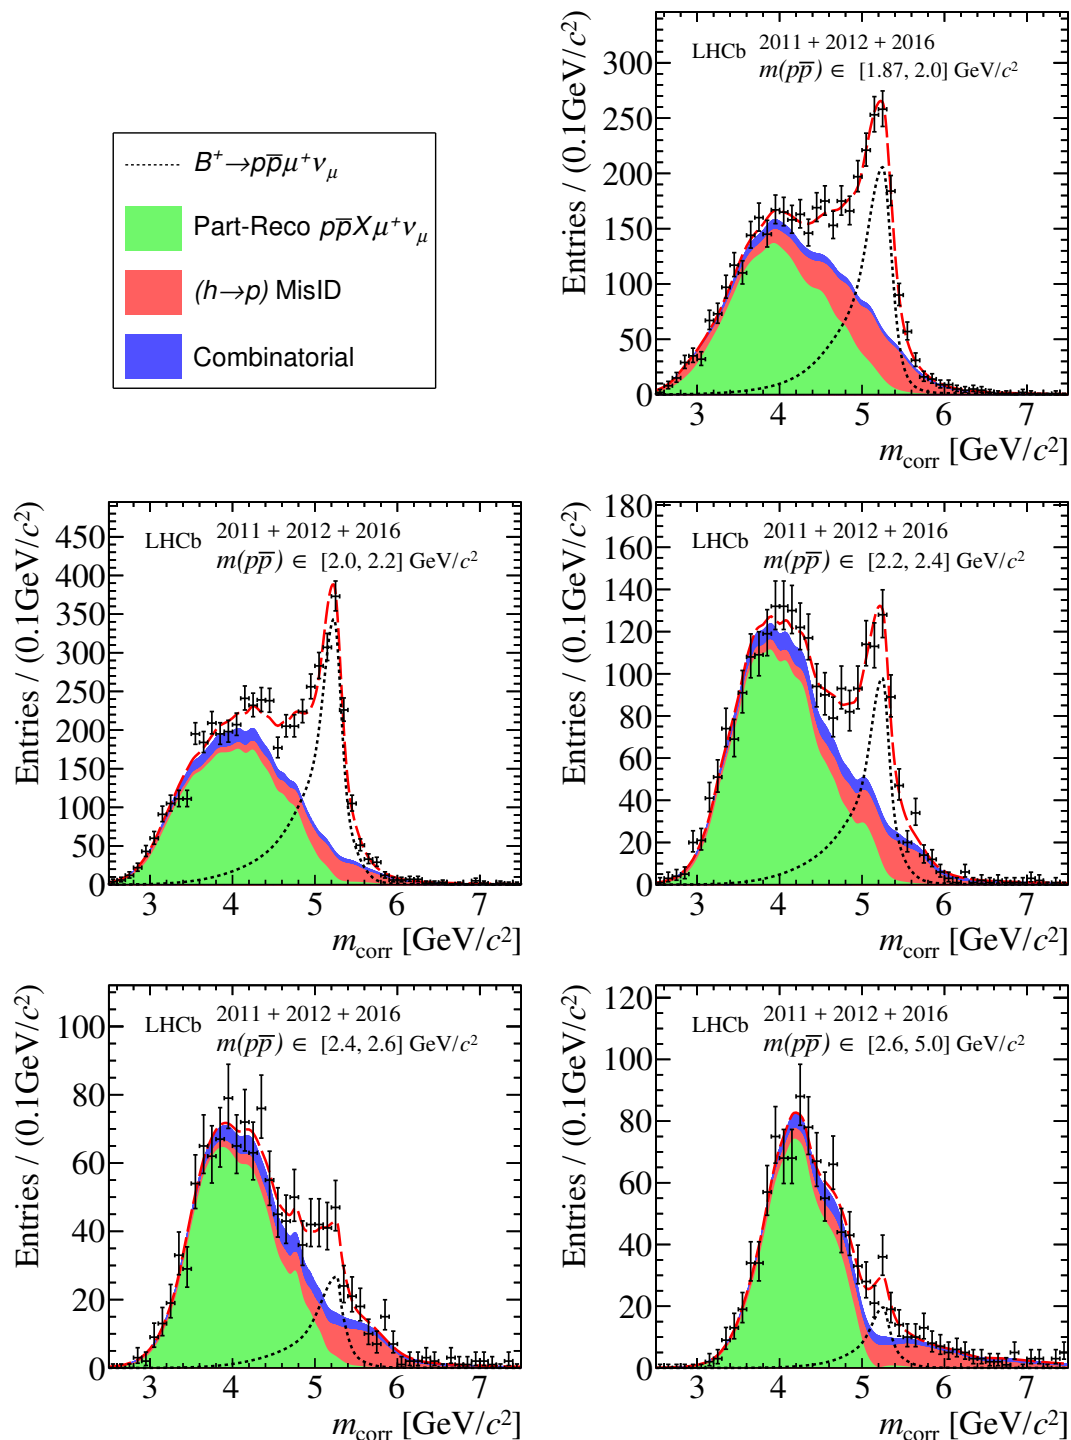 B⁺→pp̅μ⁺ν_μ
Part-Reco pp̅Xμ⁺ν_μ
(h→p) MisID
Combinatorial
LHCb 2011 + 2012 + 2016
m(pp̅) ∈ [1.87, 2.0] GeV/c²
Entries / (0.1GeV/c²)
300
250
200
150
100
50
0
3 4 5 6 7
m_corr [GeV/c²]
LHCb 2011 + 2012 + 2016
m(pp̅) ∈ [2.0, 2.2] GeV/c²
Entries / (0.1GeV/c²)
450
400
350
300
250
200
150
100
50
0
3 4 5 6 7
m_corr [GeV/c²]
LHCb 2011 + 2012 + 2016
m(pp̅) ∈ [2.2, 2.4] GeV/c²
Entries / (0.1GeV/c²)
180
160
140
120
100
80
60
40
20
0
3 4 5 6 7
m_corr [GeV/c²]
LHCb 2011 + 2012 + 2016
m(pp̅) ∈ [2.4, 2.6] GeV/c²
Entries / (0.1GeV/c²)
100
80
60
40
20
0
3 4 5 6 7
m_corr [GeV/c²]
LHCb 2011 + 2012 + 2016
m(pp̅) ∈ [2.6, 5.0] GeV/c²
Entries / (0.1GeV/c²)
120
100
80
60
40
20
0
3 4 5 6 7
m_corr [GeV/c²]